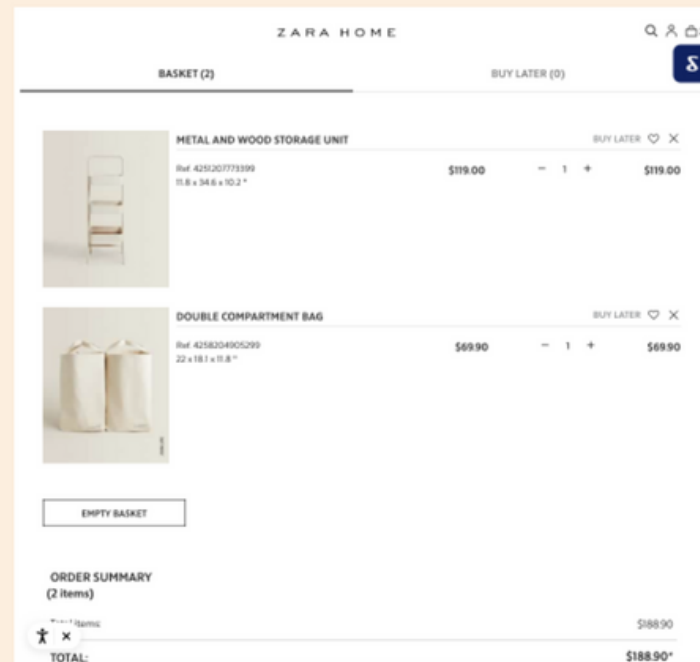 ZARA HOME
BASKET (2)
BUY LATER (0)
METAL AND WOOD STORAGE UNIT
BUY LATER
Ref. 4251207773399
$119.00 − 1 + $119.00
11.8 x 34.6 x 10.2 "
DOUBLE COMPARTMENT BAG
BUY LATER
Ref. 4258204905299
$69.90 − 1 + $69.90
22 x 18.1 x 11.8 "
EMPTY BASKET
ORDER SUMMARY
(2 items)
items: $188.90
TOTAL: $188.90*